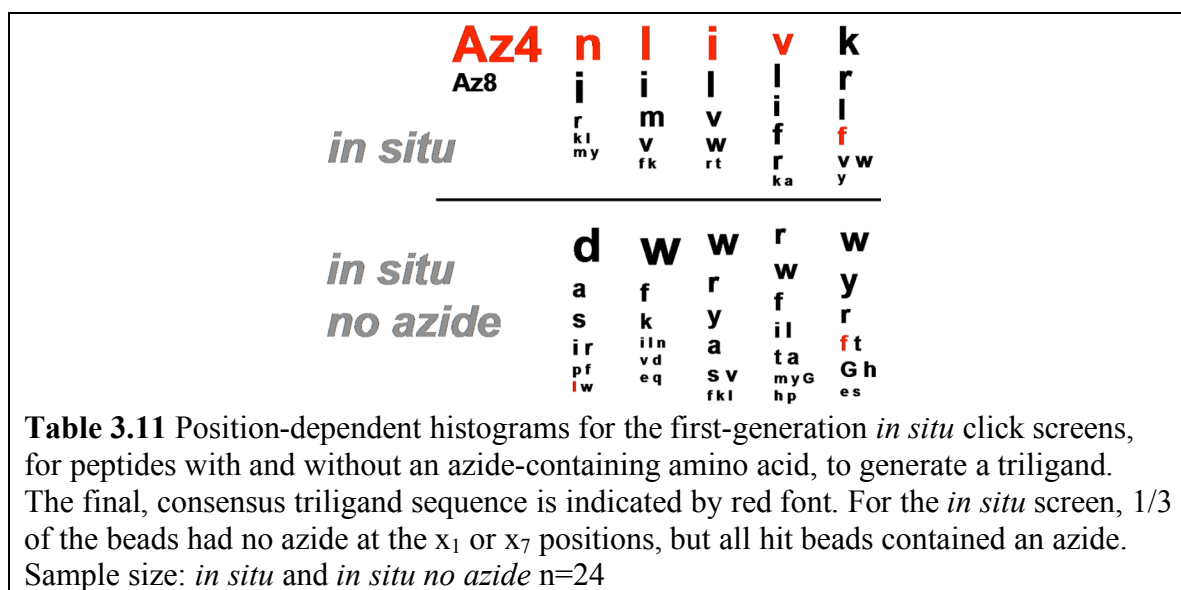 Az4 n l i v k
Az8 i i l l r
r m v i l
k l v w f f
m y f k r t r v w
k a y
in situ
d w w r w
a f r w y
s k y f r
i r i l n a i l f t
p f v d s v t a G h
l w e q f k l m y G e s
h p
in situ
no azide
Table 3.11 Position-dependent histograms for the first-generation in situ click screens,
for peptides with and without an azide-containing amino acid, to generate a triligand.
The final, consensus triligand sequence is indicated by red font. For the in situ screen, 1/3
of the beads had no azide at the x₁ or x₇ positions, but all hit beads contained an azide.
Sample size: in situ and in situ no azide n=24